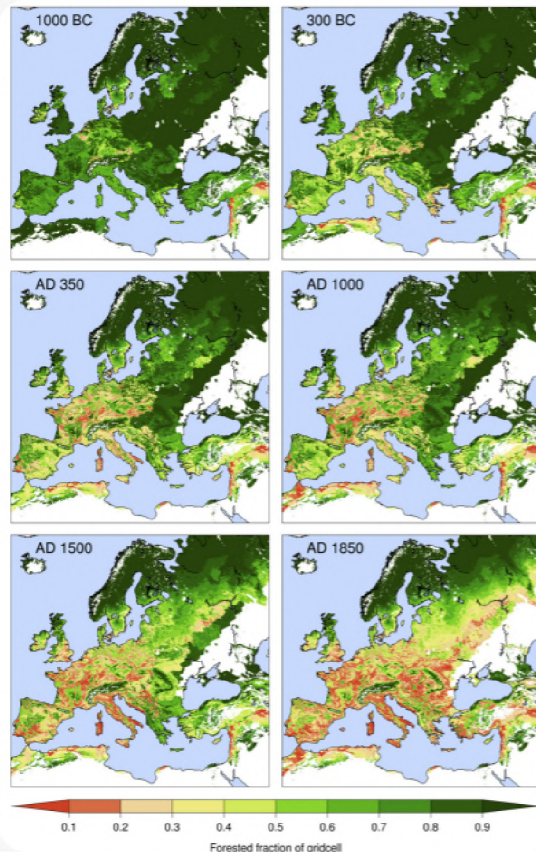 1000 BC
300 BC
AD 350
AD 1000
AD 1500
AD 1850
0.1 0.2 0.3 0.4 0.5 0.6 0.7 0.8 0.9
Forested fraction of gridcell